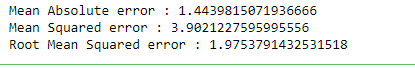 Mean Absolute error : 1.4439815071936666
Mean Squared error : 3.9021227595995556
Root Mean Squared error : 1.9753791432531518